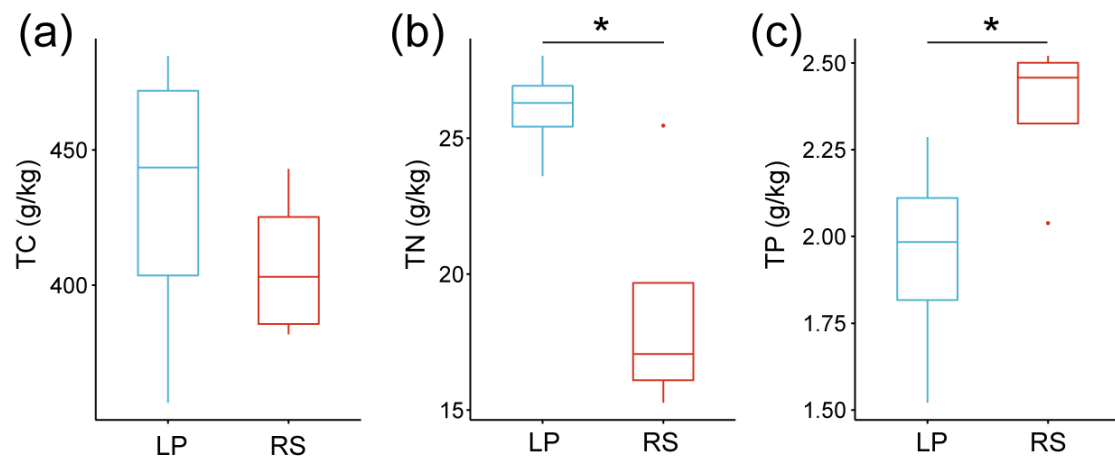 (a)
TC (g/kg)
450
400
LP RS
(b)
*
TN (g/kg)
25
20
15
LP RS
(c)
*
TP (g/kg)
2.50
2.25
2.00
1.75
1.50
LP RS